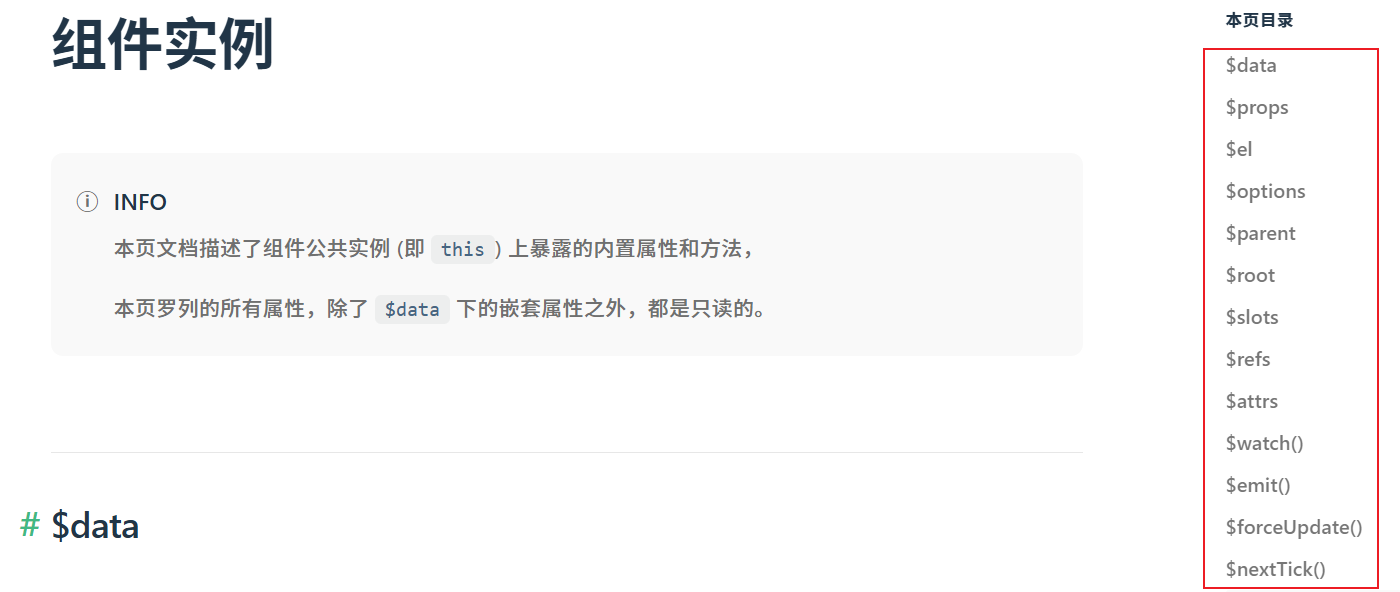 组件实例
INFO
本页文档描述了组件公共实例 (即 this) 上暴露的内置属性和方法，
本页罗列的所有属性，除了 $data 下的嵌套属性之外，都是只读的。
# $data
本页目录
$data
$props
$el
$options
$parent
$root
$slots
$refs
$attrs
$watch()
$emit()
$forceUpdate()
$nextTick()